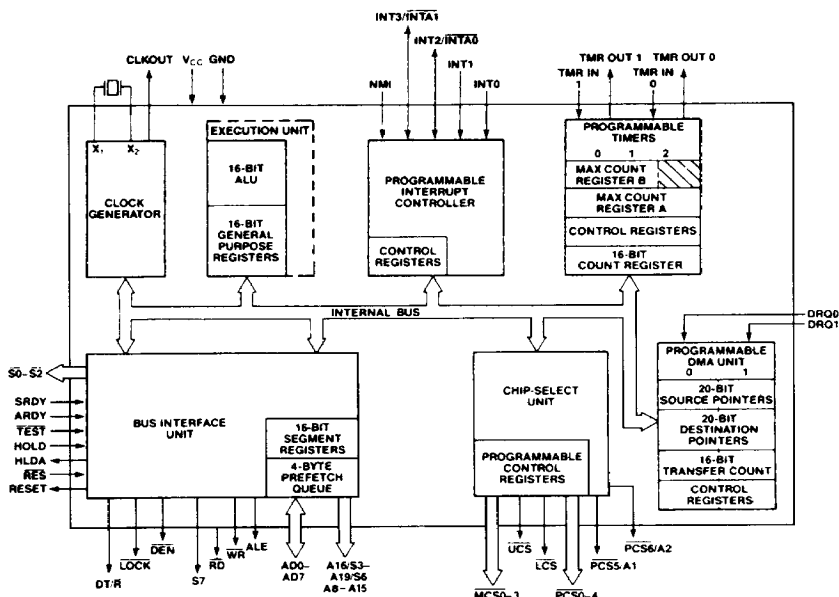 INT3/INTA1
INT2/INTA0
INT1
NMI
INT0
CLKOUT
VCC GND
TMR OUT 1 TMR OUT 0
TMR IN TMR IN
1 0
X1 X2
CLOCK
GENERATOR
EXECUTION UNIT
16-BIT
ALU
16-BIT
GENERAL
PURPOSE
REGISTERS
PROGRAMMABLE
INTERRUPT
CONTROLLER
CONTROL
REGISTERS
PROGRAMMABLE
TIMERS
0 1 2
MAX COUNT
REGISTER B
MAX COUNT
REGISTER A
CONTROL REGISTERS
16-BIT
COUNT REGISTER
INTERNAL BUS
DRQ0
DRQ1
S0-S2
SRDY
ARDY
TEST
HOLD
HLDA
RES
RESET
BUS INTERFACE
UNIT
16-BIT
SEGMENT
REGISTERS
4-BYTE
PREFETCH
QUEUE
CHIP-SELECT
UNIT
PROGRAMMABLE
CONTROL
REGISTERS
PROGRAMMABLE
DMA UNIT
0 1
20-BIT
SOURCE POINTERS
20-BIT
DESTINATION
POINTERS
16-BIT
TRANSFER COUNT
CONTROL
REGISTERS
DT/R
LOCK
DEN
S7
RD
WR
ALE
AD0-
AD7
A16/S3-
A19/S6
A8-A15
UCS
LCS
MCS0-3
PCS0-4
PCS5/A1
PCS6/A2